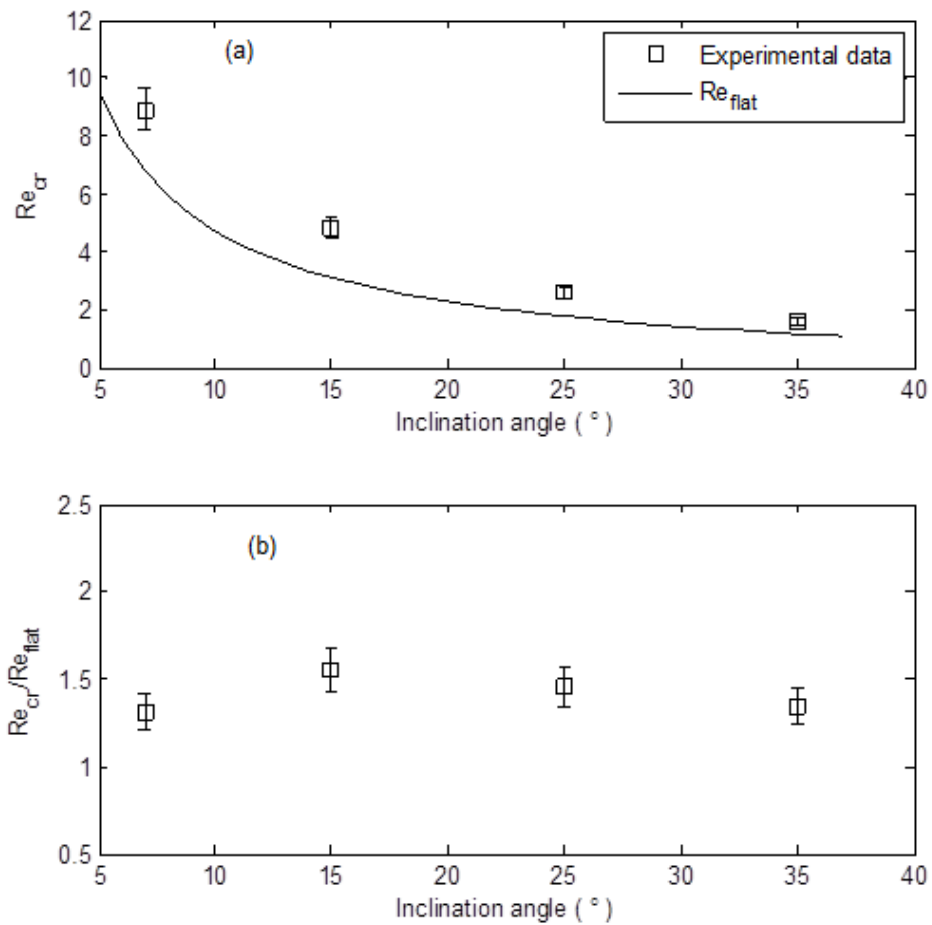 12
10
8
6
4
2
0
Re_cr
(a)
Experimental data
Re_flat
5 10 15 20 25 30 35 40
Inclination angle ( ° )
2.5
2
1.5
1
0.5
Re_cr/Re_flat
(b)
5 10 15 20 25 30 35 40
Inclination angle ( ° )